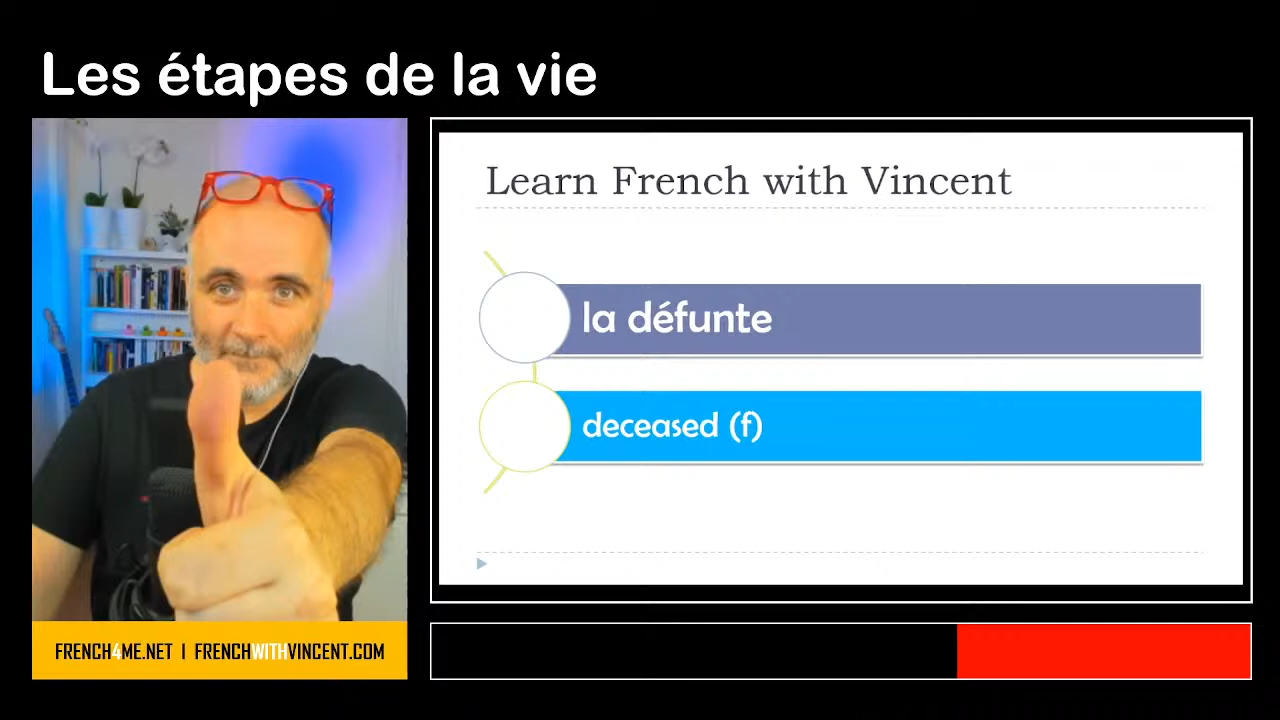 Les étapes de la vie
Learn French with Vincent
la défunte
deceased (f)
FRENCH4ME.NET I FRENCHWITHVINCENT.COM